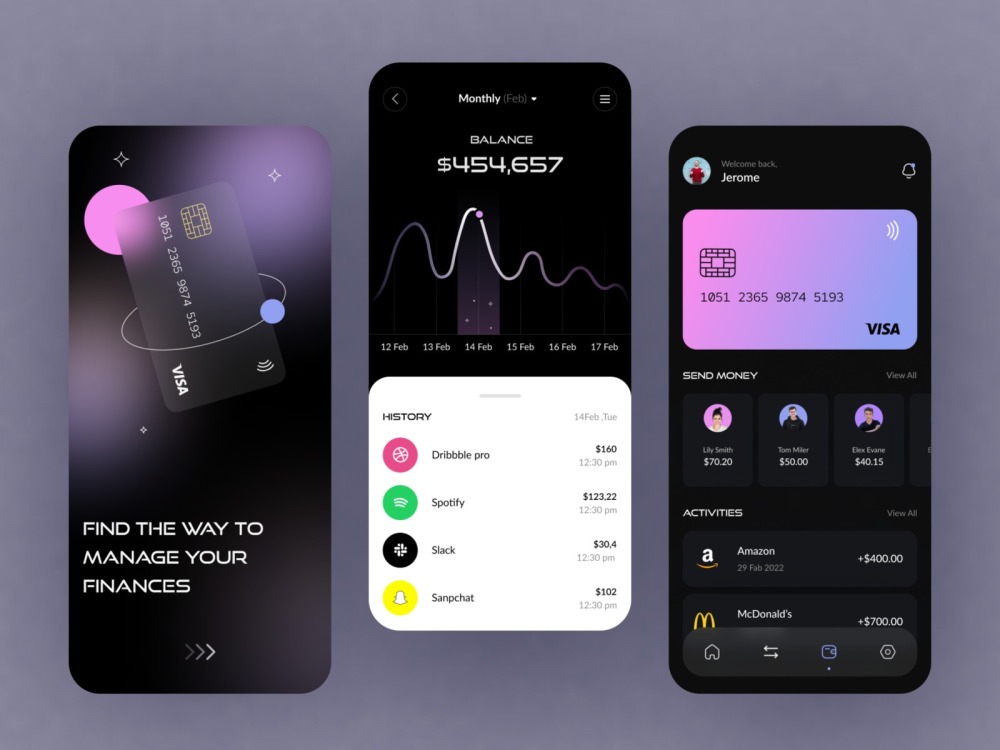 1051 2365 9874 5193
VISA
FIND THE WAY TO
MANAGE YOUR
FINANCES
Monthly (Feb)
BALANCE
$454,657
12 Feb 13 Feb 14 Feb 15 Feb 16 Feb 17 Feb
HISTORY 14Feb ,Tue
Dribbble pro $160
12:30 pm
Spotify $123,22
12:30 pm
Slack $30,4
12:30 pm
Sanpchat $102
12:30 pm
Welcome back,
Jerome
1051 2365 9874 5193
VISA
SEND MONEY View All
Lily Smith Tom Miler Elex Evane
$70.20 $50.00 $40.15
ACTIVITIES View All
a Amazon +$400.00
29 Fab 2022
McDonald's +$700.00